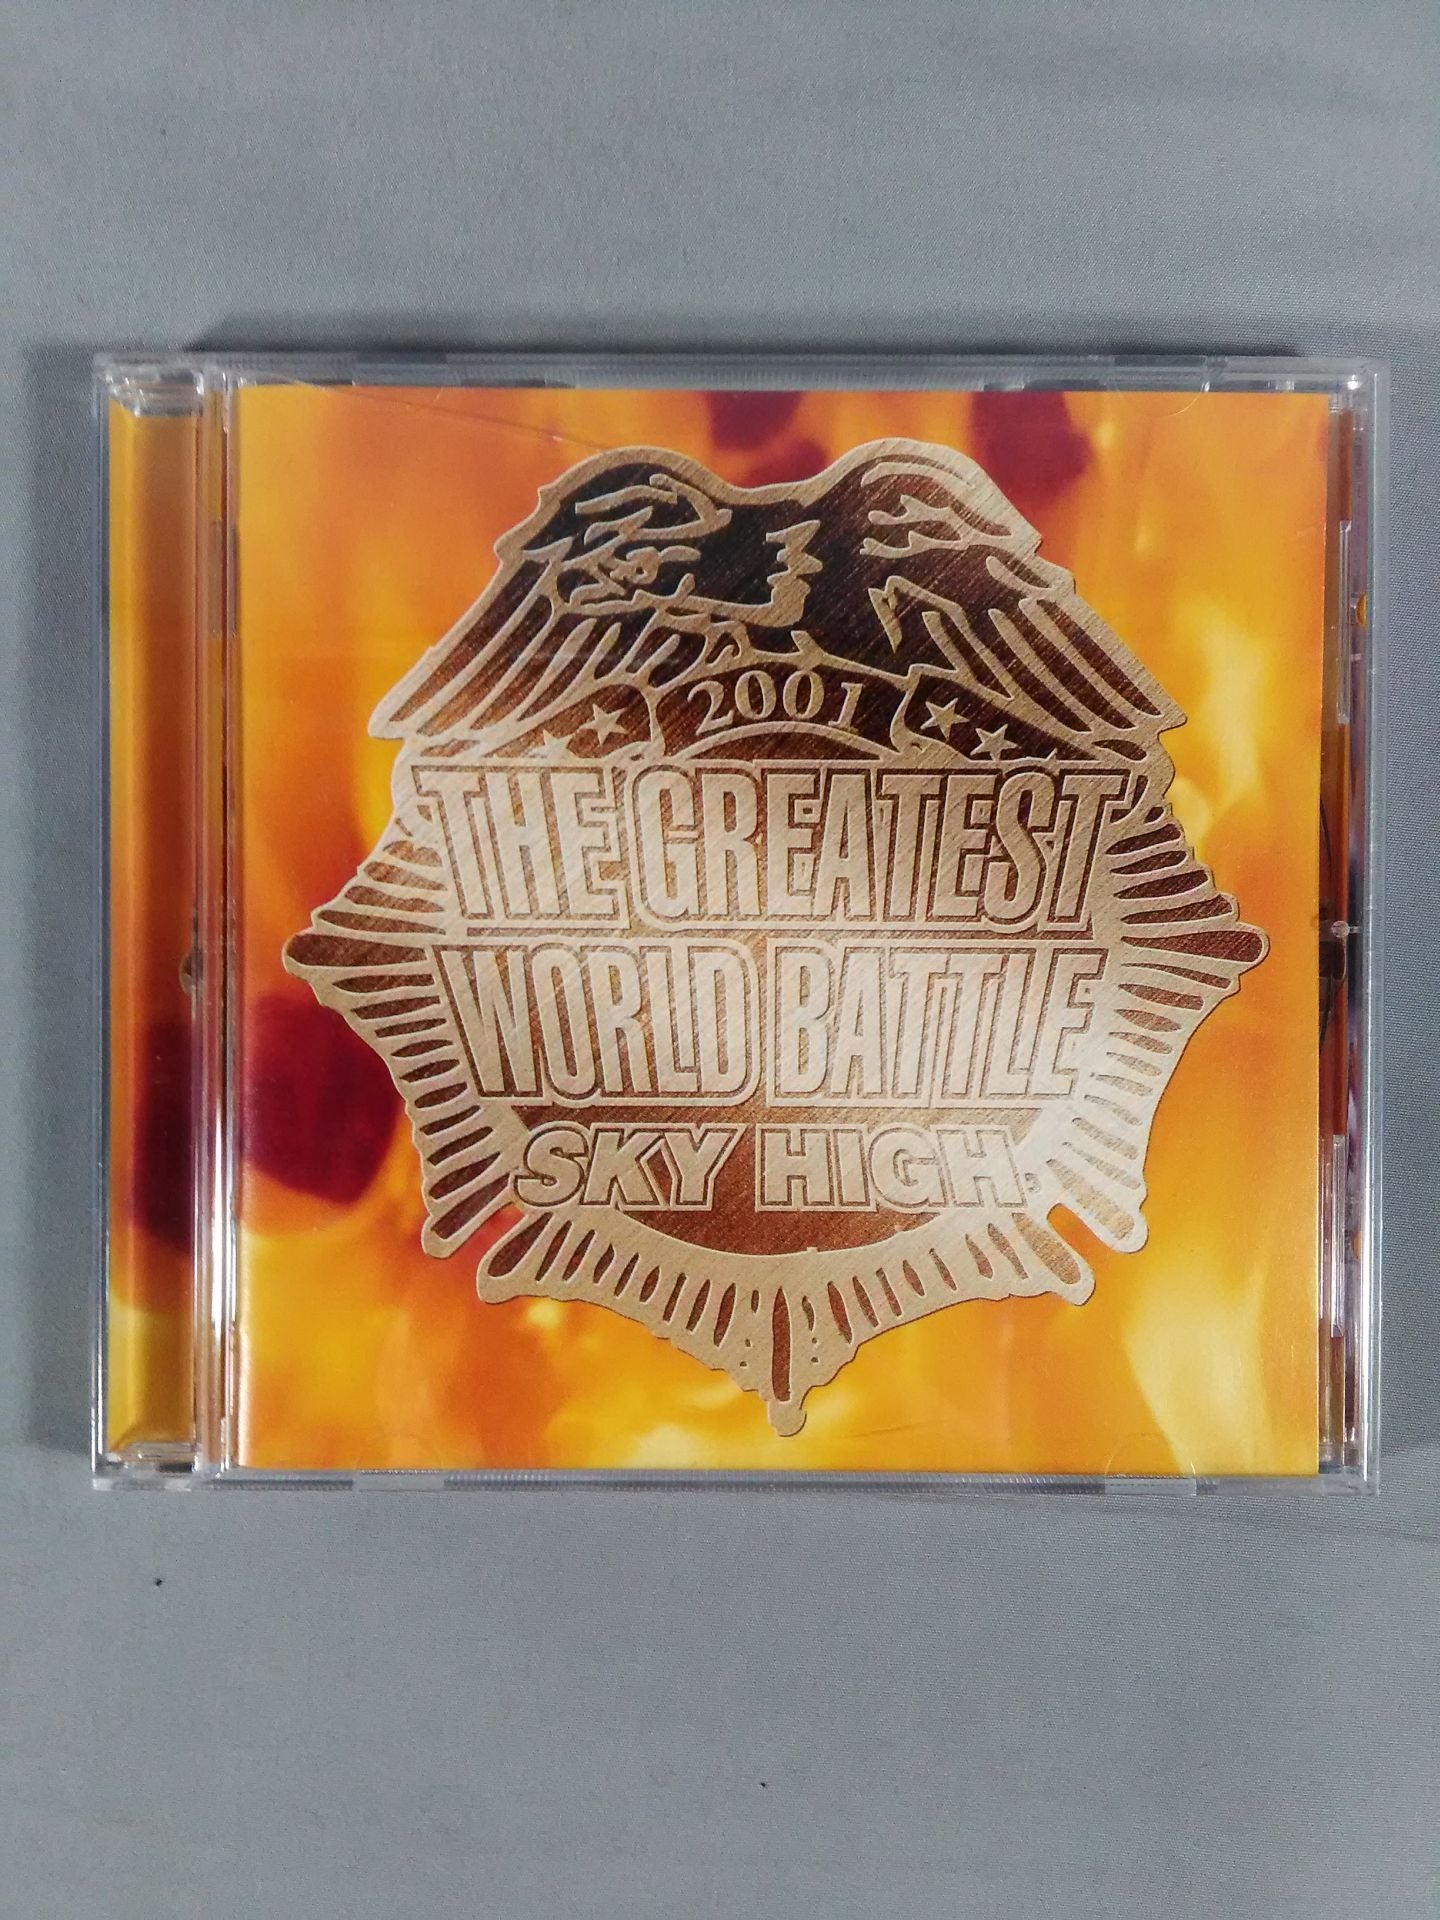 2001
THE GREATEST
WORLD BATTLE
SKY HIGH.